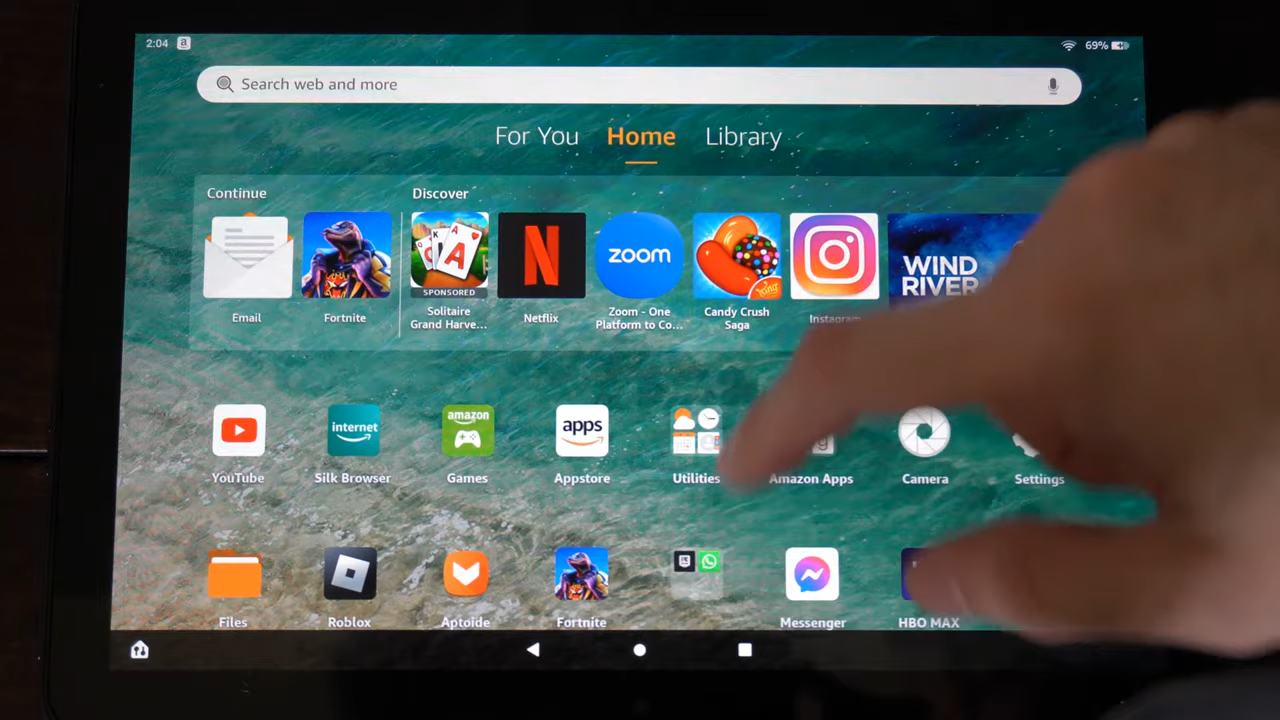 2:04
69%
Search web and more
For You Home Library
Continue Discover
ZOOM
WIND
RIVER
SPONSORED
Email Fortnite Solitaire
Grand Harve... Netflix Zoom - One
Platform to Co... Candy Crush
Saga Instagram
internet
amazon
apps
YouTube Silk Browser Games Appstore Utilities Amazon Apps Camera Settings
Files Roblox Aptoide Fortnite Messenger HBO MAX